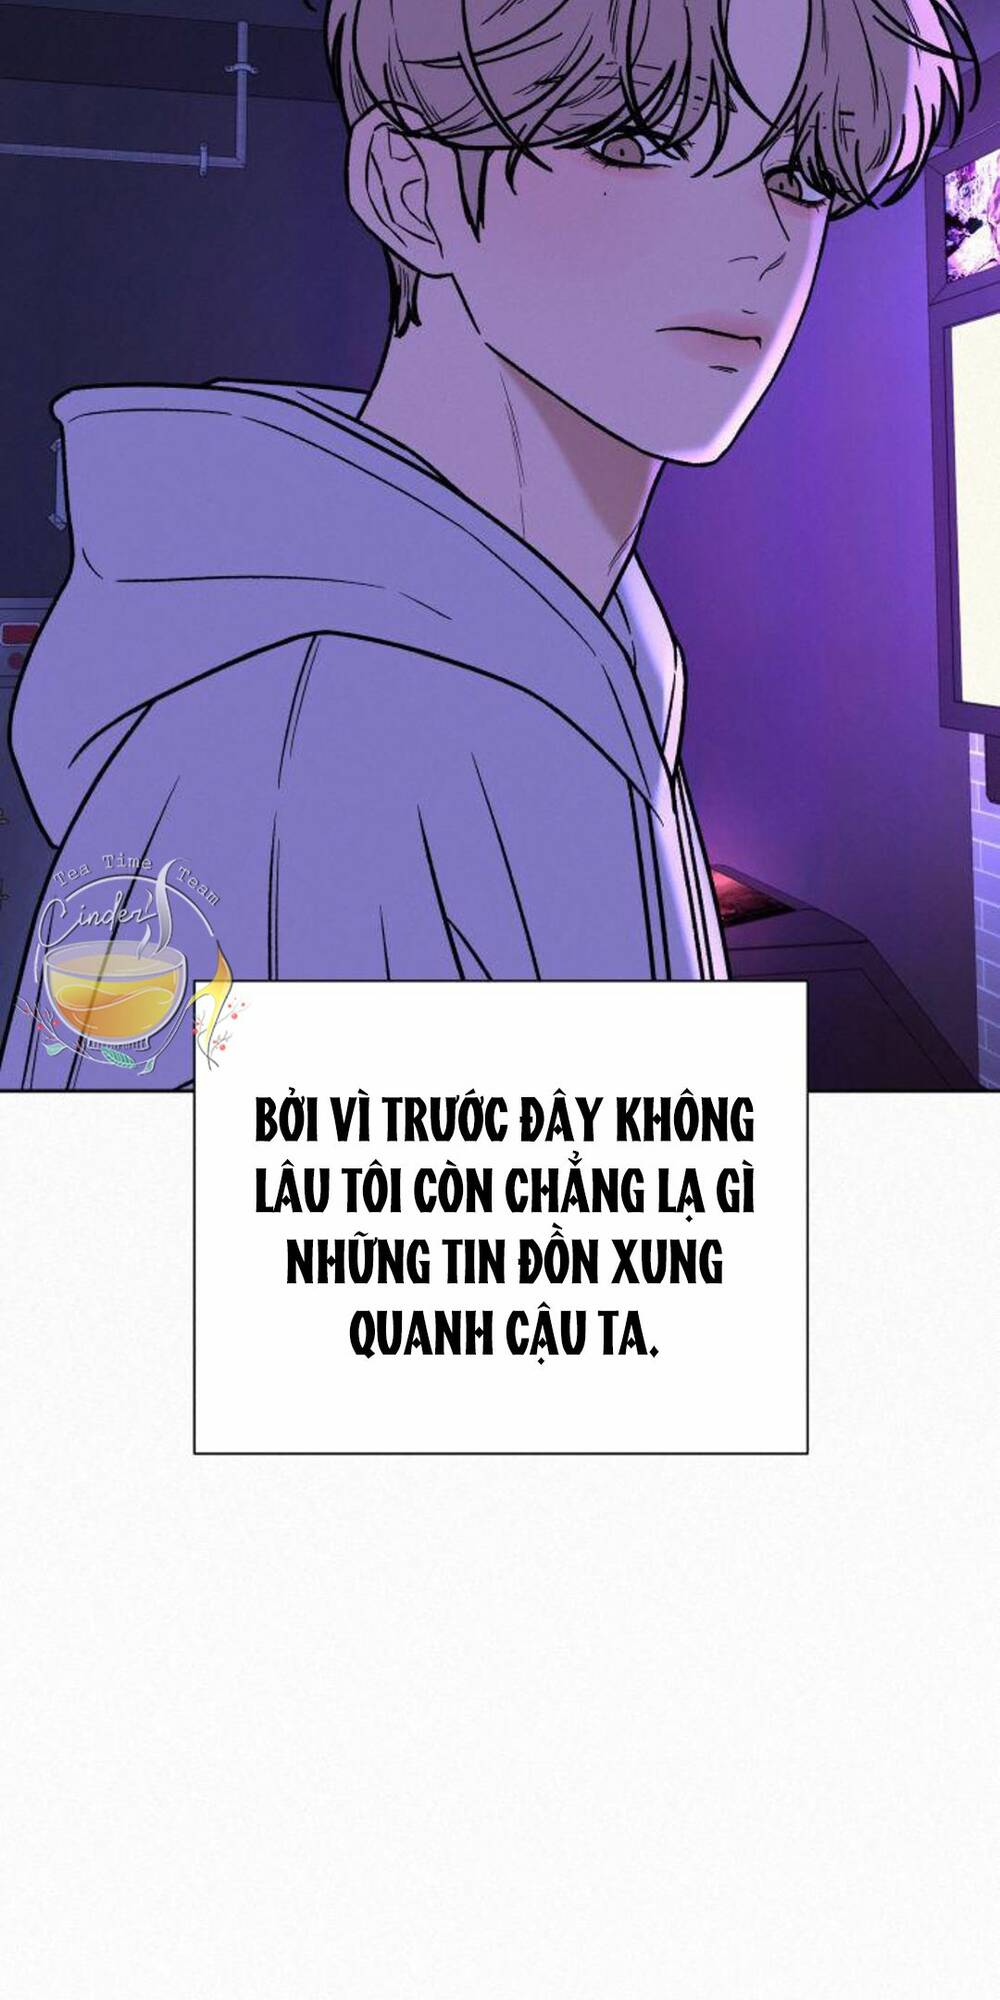 Tea Time Team
Cinder
BỞI VÌ TRƯỚC ĐÂY KHÔNG
LÂU TÔI CÒN CHẲNG LẠ GÌ
NHỮNG TIN ĐỒN XUNG
QUANH CẬU TA.